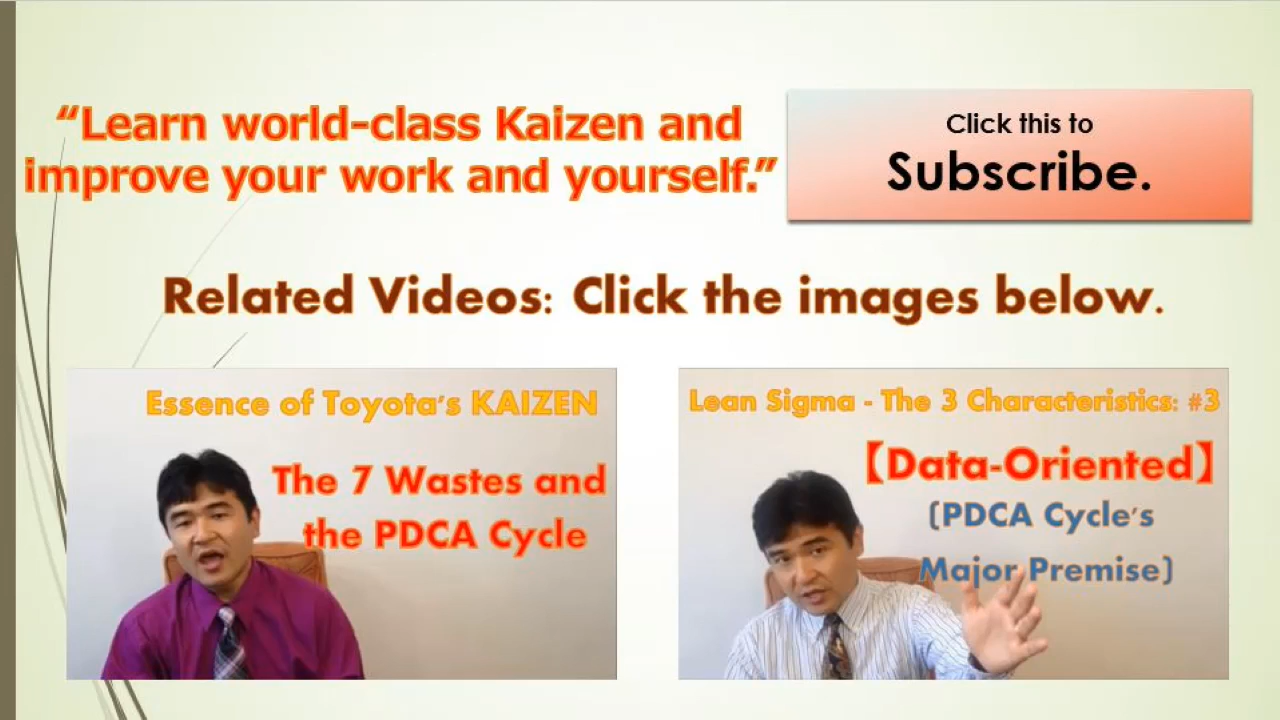 “Learn world-class Kaizen and
improve your work and yourself.”
Click this to
Subscribe.
Related Videos: Click the images below.
Essence of Toyota's KAIZEN
The 7 Wastes and
the PDCA Cycle
Lean Sigma - The 3 Characteristics: #3
【Data-Oriented】
(PDCA Cycle's
Major Premise)